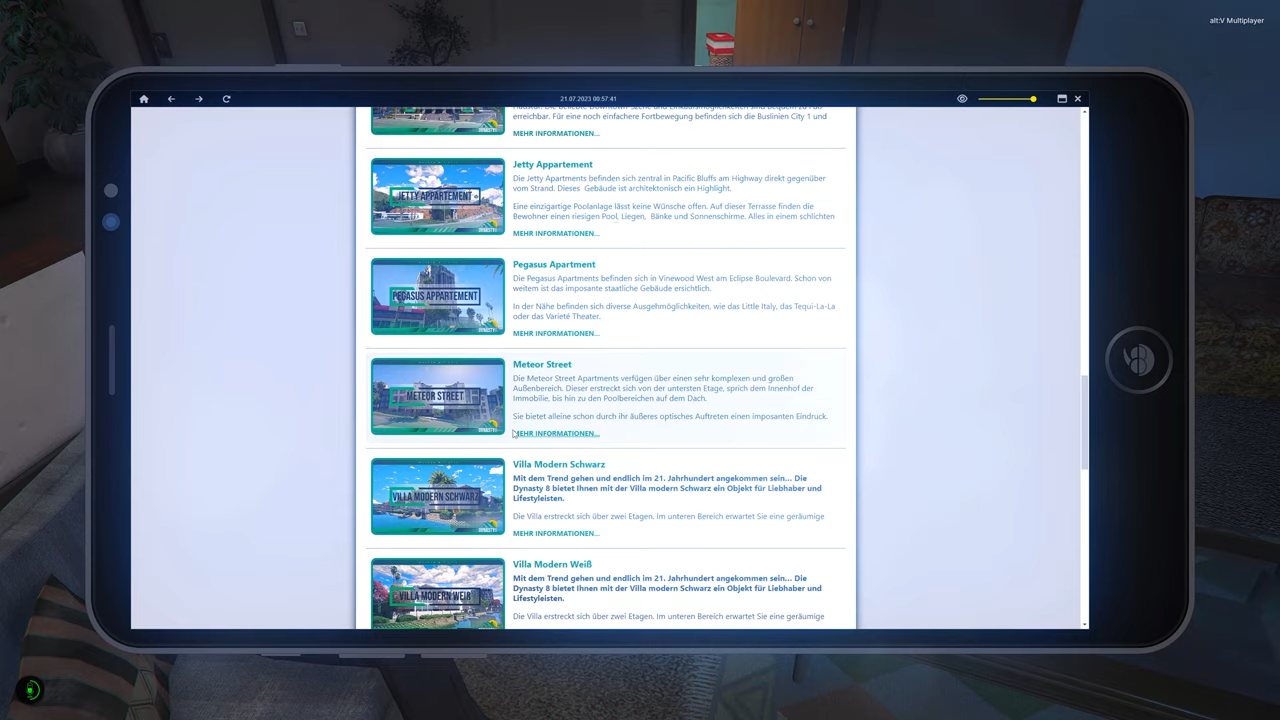 alt:V Multiplayer
21.07.2023 00:57:41
erreichbar. Für eine noch einfachere Fortbewegung befinden sich die Buslinien City 1 und
MEHR INFORMATIONEN...
JETTY APPARTEMENT
Jetty Appartement
Die Jetty Apartments befinden sich zentral in Pacific Bluffs am Highway direkt gegenüber
vom Strand. Dieses Gebäude ist architektonisch ein Highlight.
Eine einzigartige Poolanlage lässt keine Wünsche offen. Auf dieser Terrasse finden die
Bewohner einen riesigen Pool, Liegen, Bänke und Sonnenschirme. Alles in einem schlichten
MEHR INFORMATIONEN...
PEGASUS APPARTEMENT
Pegasus Apartment
Die Pegasus Apartments befinden sich in Vinewood West am Eclipse Boulevard. Schon von
weitem ist das imposante staatliche Gebäude ersichtlich.
In der Nähe befinden sich diverse Ausgehmöglichkeiten, wie das Little Italy, das Tequi-La-La
oder das Varieté Theater.
MEHR INFORMATIONEN...
METEOR STREET
Meteor Street
Die Meteor Street Apartments verfügen über einen sehr komplexen und großen
Außenbereich. Dieser erstreckt sich von der untersten Etage, sprich dem Innenhof der
Immobilie, bis hin zu den Poolbereichen auf dem Dach.
Sie bietet alleine schon durch ihr äußeres optisches Auftreten einen imposanten Eindruck.
MEHR INFORMATIONEN...
VILLA MODERN SCHWARZ
Villa Modern Schwarz
Mit dem Trend gehen und endlich im 21. Jahrhundert angekommen sein... Die
Dynasty 8 bietet Ihnen mit der Villa modern Schwarz ein Objekt für Liebhaber und
Lifestyleisten.
Die Villa erstreckt sich über zwei Etagen. Im unteren Bereich erwartet Sie eine geräumige
MEHR INFORMATIONEN...
VILLA MODERN WEIß
Villa Modern Weiß
Mit dem Trend gehen und endlich im 21. Jahrhundert angekommen sein... Die
Dynasty 8 bietet Ihnen mit der Villa modern Schwarz ein Objekt für Liebhaber und
Lifestyleisten.
Die Villa erstreckt sich über zwei Etagen. Im unteren Bereich erwartet Sie eine geräumige